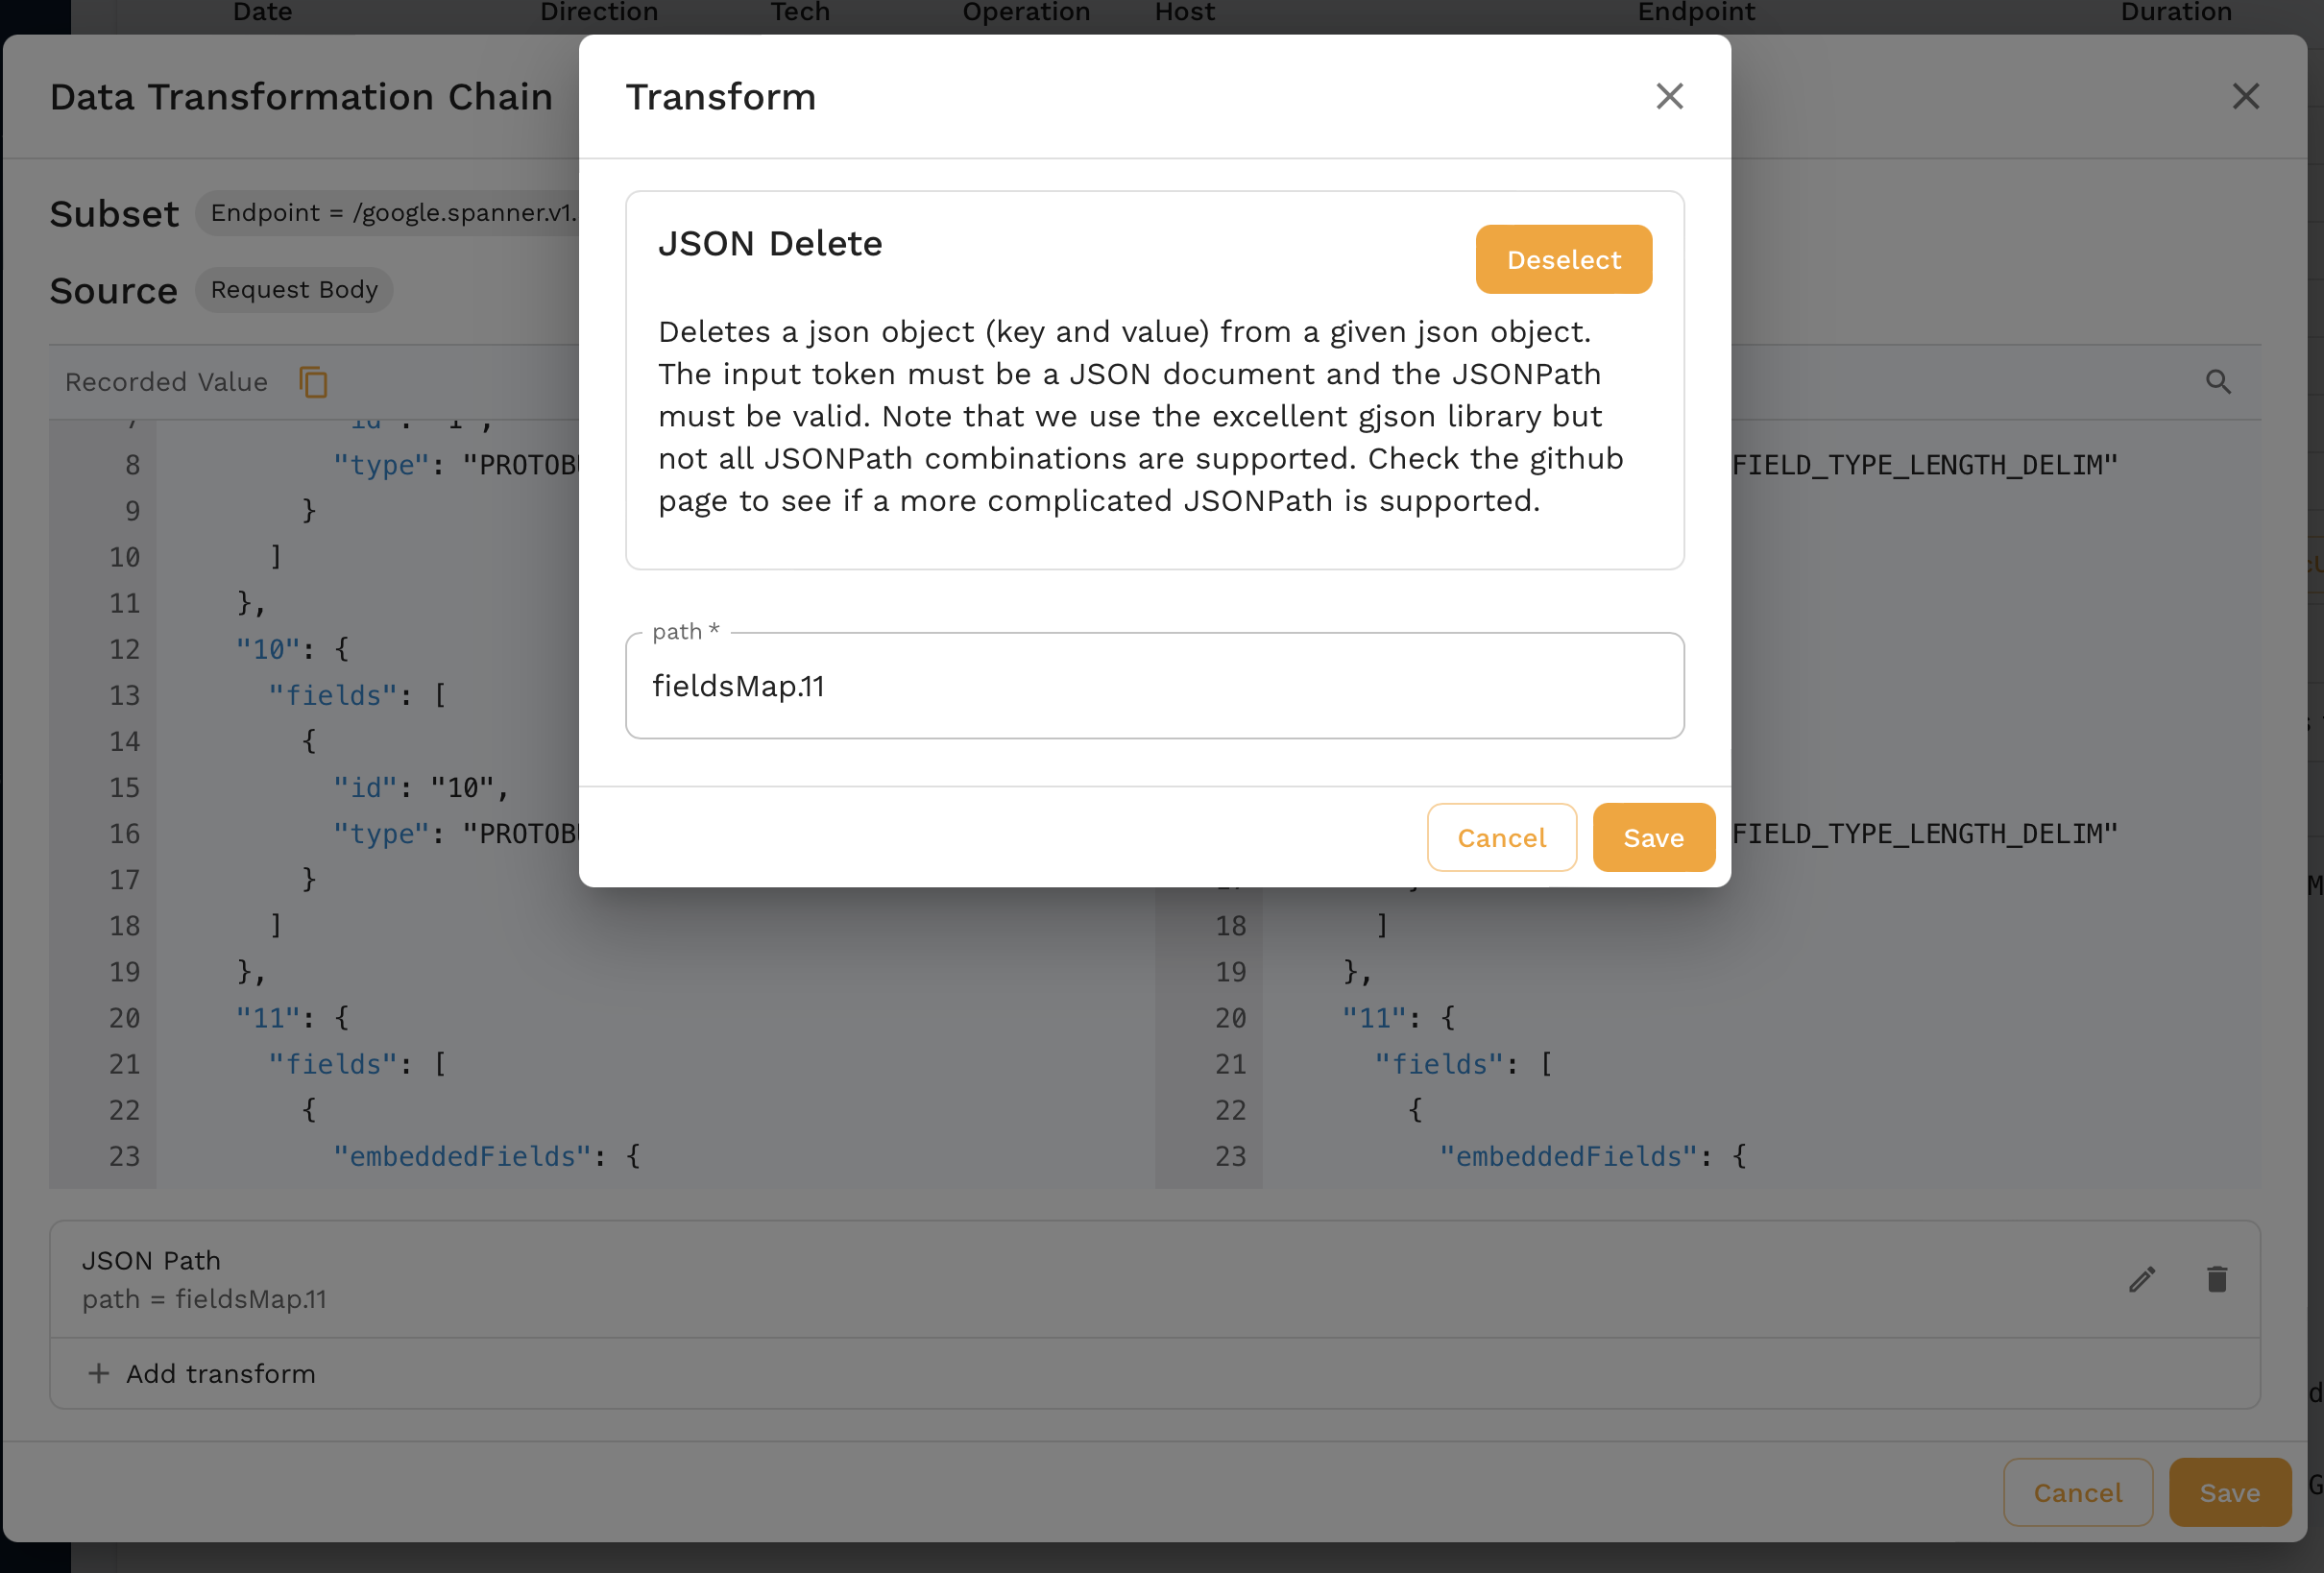 Date Direction Tech Operation Host Endpoint Duration
Data Transformation Chain
Transform
Subset Endpoint = /google.spanner.v1.
Source Request Body
JSON Delete
Deselect
Deletes a json object (key and value) from a given json object.
The input token must be a JSON document and the JSONPath
must be valid. Note that we use the excellent gjson library but
not all JSONPath combinations are supported. Check the github
page to see if a more complicated JSONPath is supported.
path *
fieldsMap.11
Cancel Save
Recorded Value
8 "type": "PROTOBU
9 }
10 ]
11 },
12 "10": {
13 "fields": [
14 {
15 "id": "10",
16 "type": "PROTOBU
17 }
18 ]
19 },
20 "11": {
21 "fields": [
22 {
23 "embeddedFields": {
FIELD_TYPE_LENGTH_DELIM"
FIELD_TYPE_LENGTH_DELIM"
18 ]
19 },
20 "11": {
21 "fields": [
22 {
23 "embeddedFields": {
JSON Path
path = fieldsMap.11
+ Add transform
Cancel Save